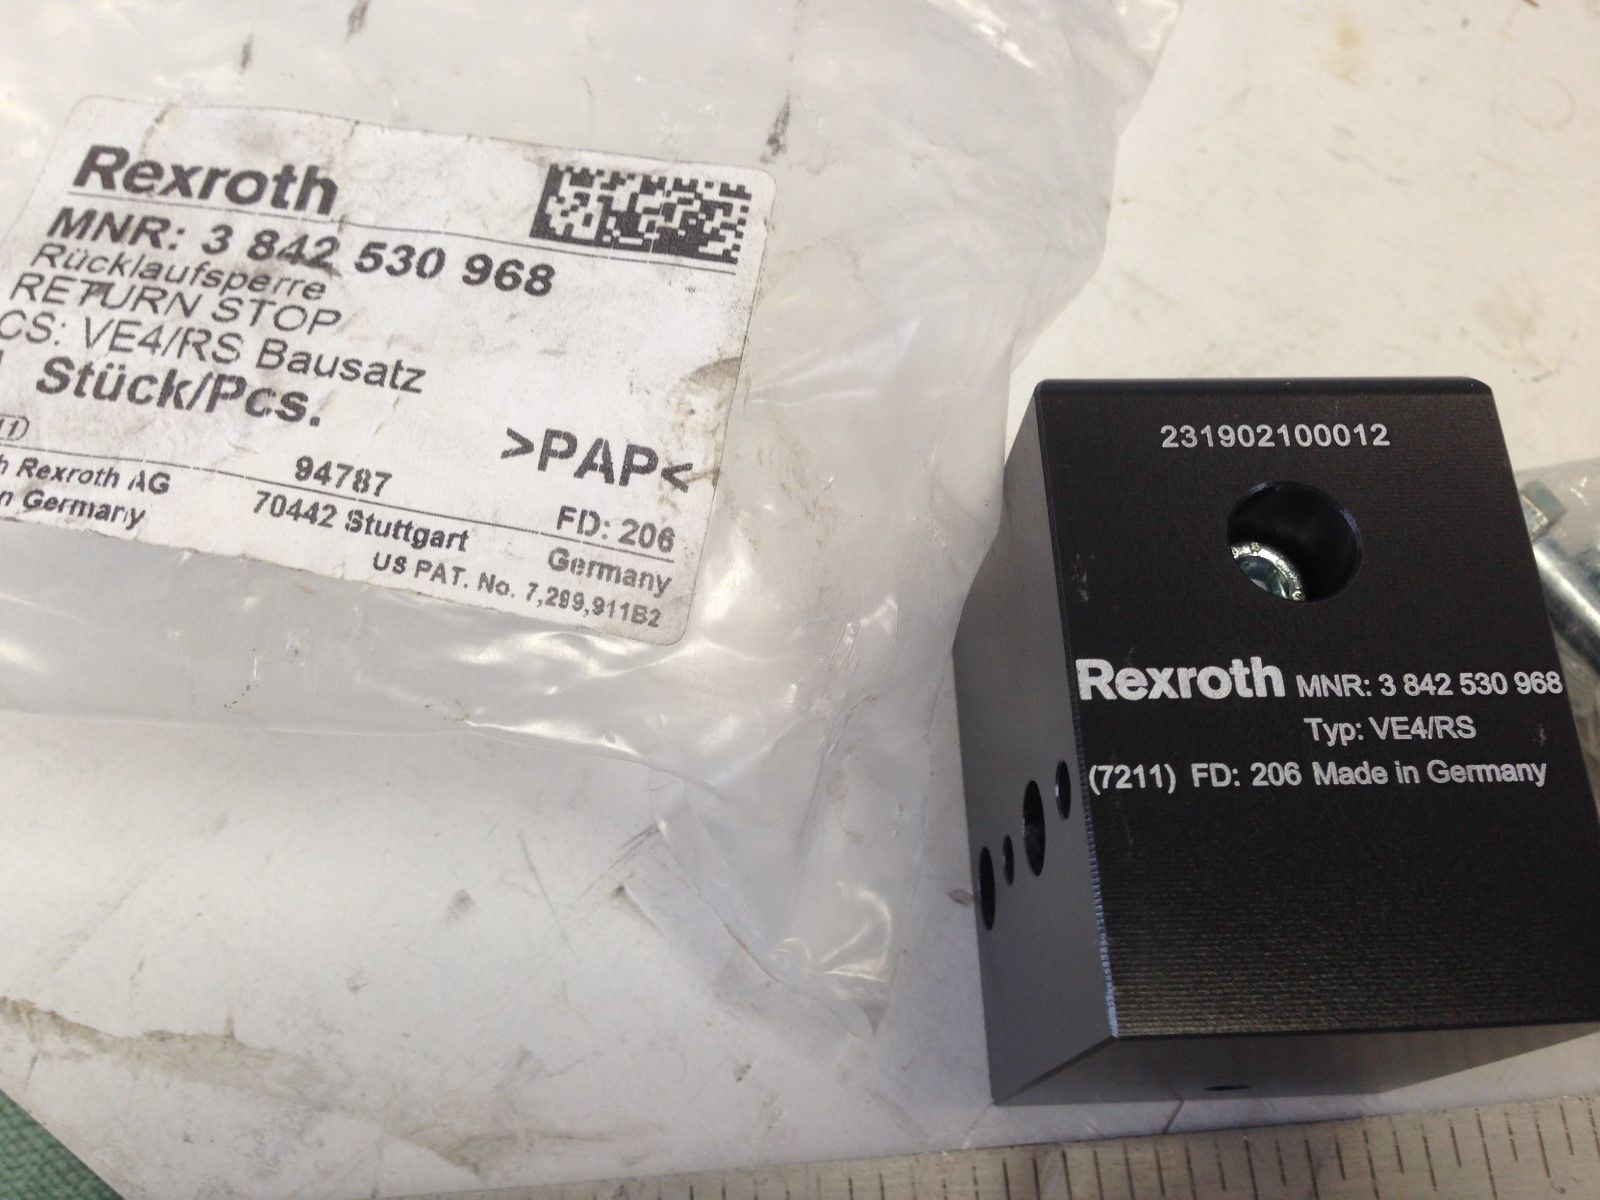 Rexroth
MNR: 3 842 530 968
Rücklaufsperre
RETURN STOP
CS: VE4/RS Bausatz
Stück/Pcs.
>PAP<
h Rexroth AG 94787 FD: 206
n Germany 70442 Stuttgart Germany
US PAT. No. 7,299,911B2
231902100012
Rexroth MNR: 3 842 530 968
Typ: VE4/RS
(7211) FD: 206 Made in Germany